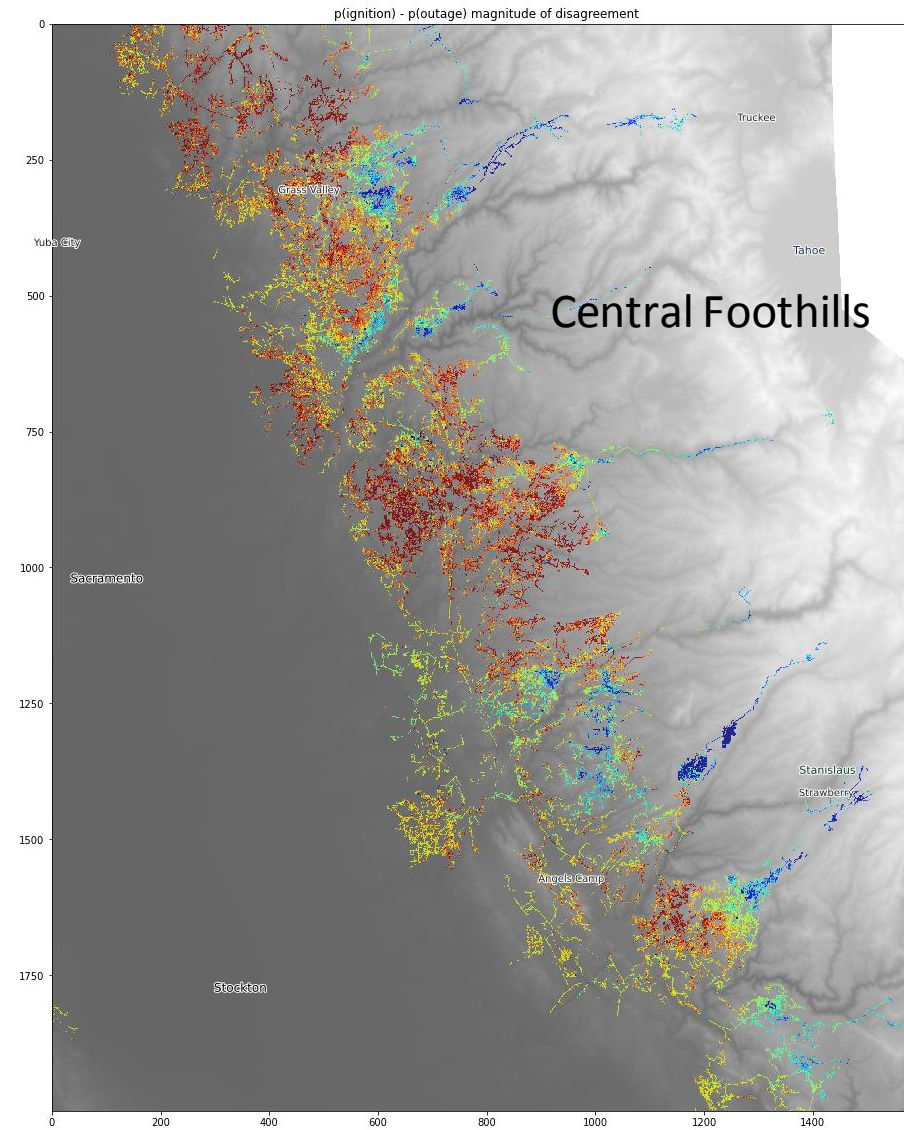 p(ignition) - p(outage) magnitude of disagreement
0
Truckee
250
Grass Valley
Yuba City
Tahoe
500
Central Foothills
750
1000
Sacramento
1250
Stanislaus
Strawberry
1500
Angels Camp
1750
Stockton
0 200 400 600 800 1000 1200 1400